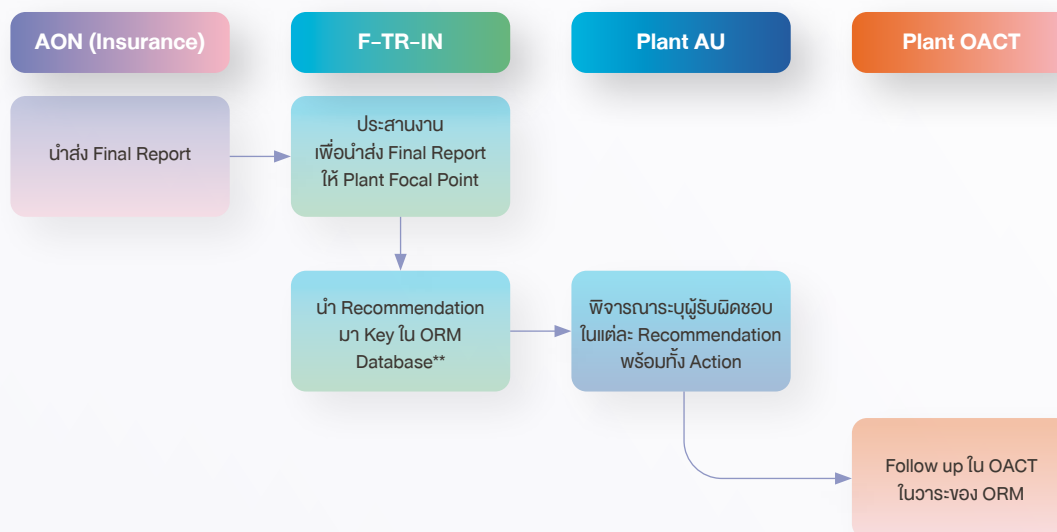 AON (Insurance)
F-TR-IN
Plant AU
Plant OACT
นำส่ง Final Report
ประสานงาน
เพื่อนำส่ง Final Report
ให้ Plant Focal Point
นำ Recommendation
มา Key ใน ORM
Database**
พิจารณาระบุผู้รับผิดชอบ
ในแต่ละ Recommendation
พร้อมทั้ง Action
Follow up ใน OACT
ในวาระของ ORM